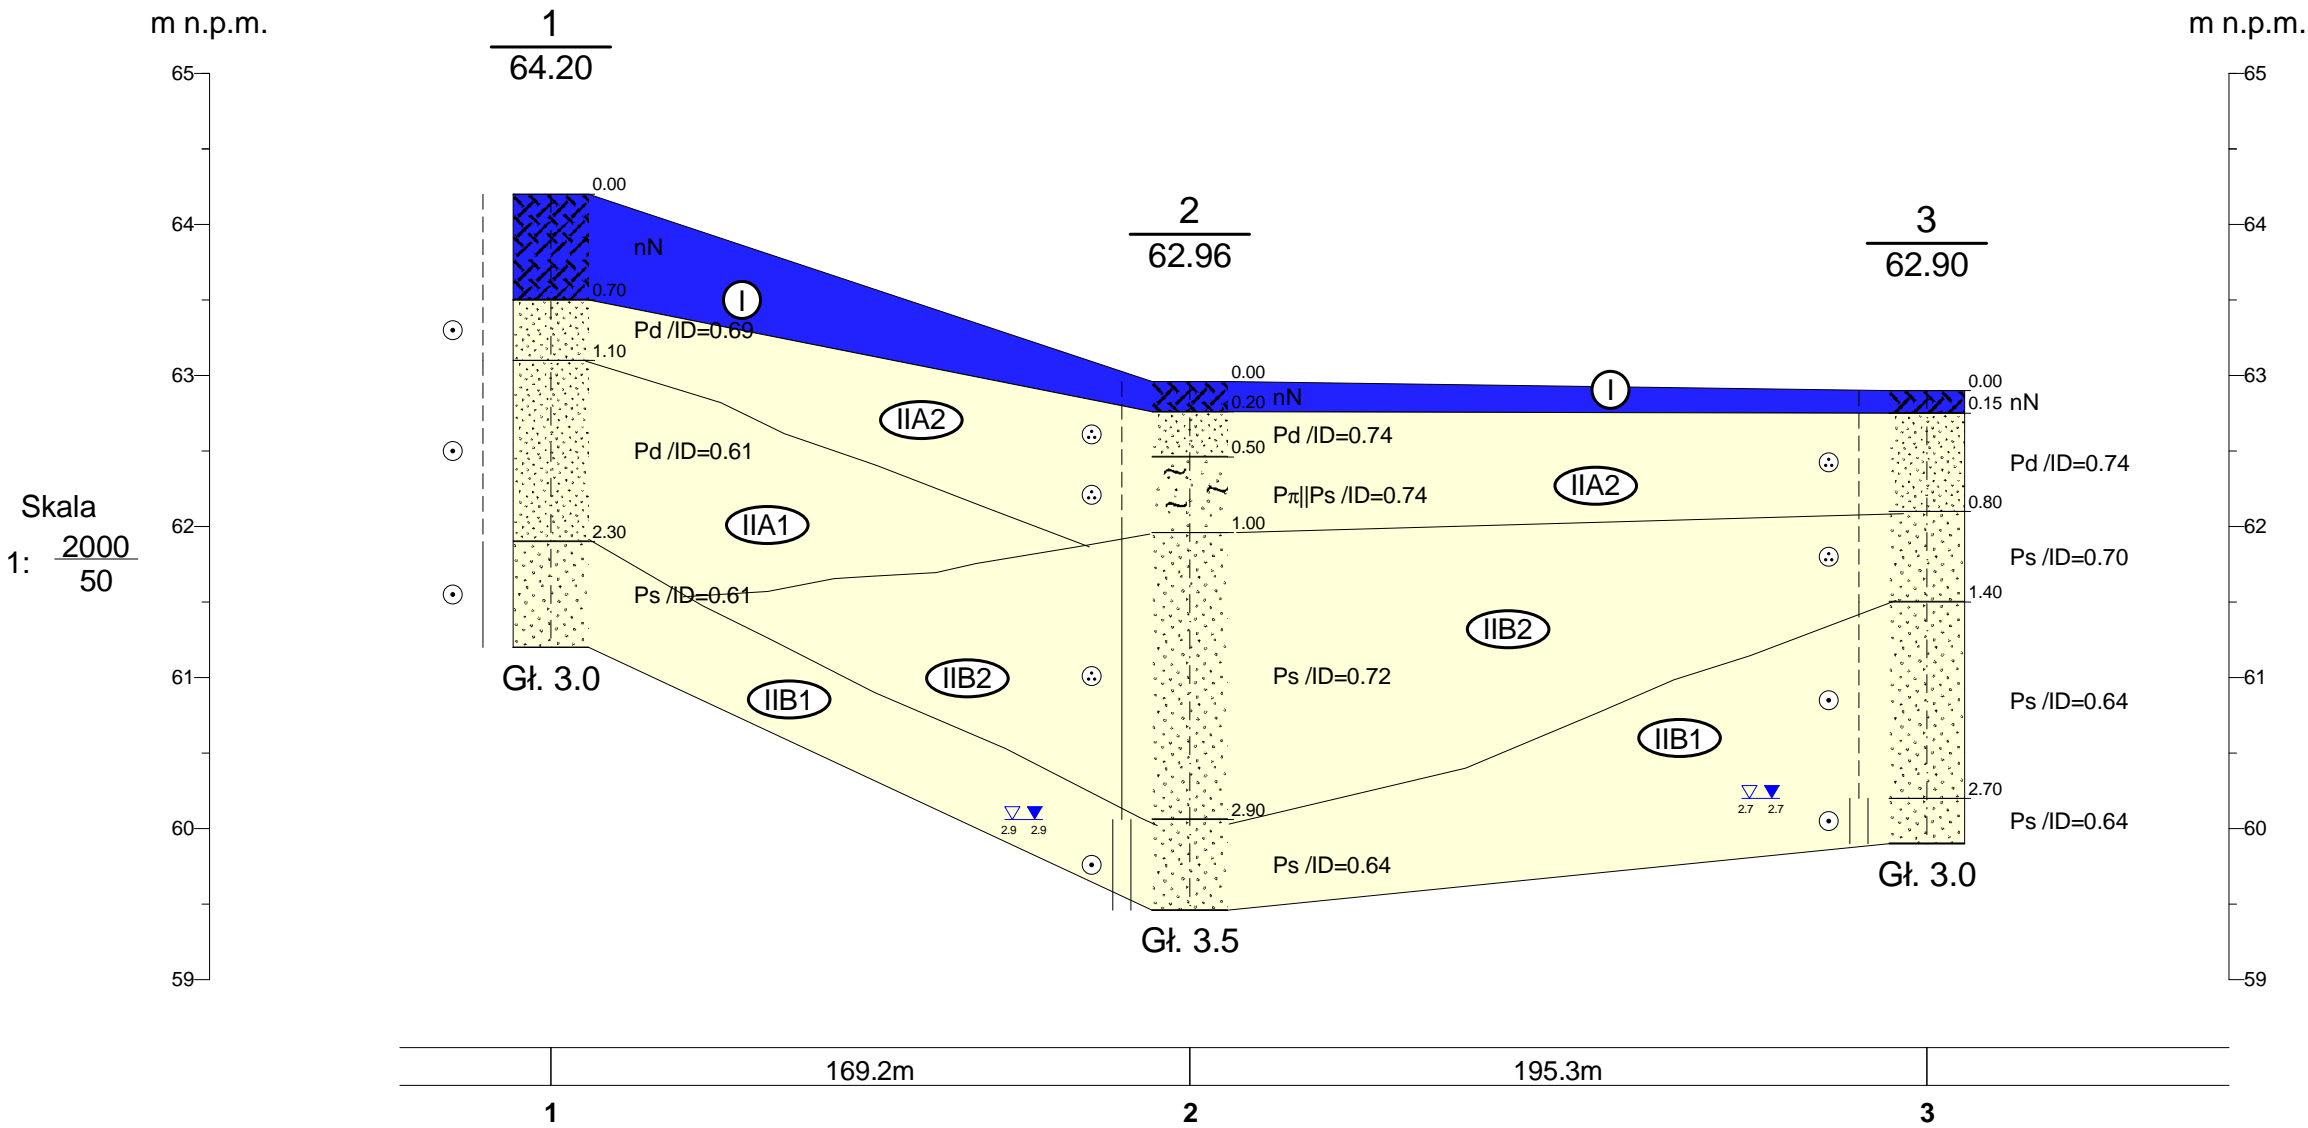 m n.p.m.
m n.p.m.
1
64.20
65
65
0.00
2
62.96
3
62.90
64
64
nN
0.70
I
Pd /ID=0.69
1.10
63
63
0.00
0.20 nN
I
0.00
0.15 nN
IIA2
Pd /ID=0.74
0.50
Pd /ID=0.61
Pd /ID=0.74
IIA2
Pπ||Ps /ID=0.74
0.80
Skala
1: 2000
50
62
62
IIA1
2.30
1.00
Ps /ID=0.70
Ps /ID=0.61
1.40
IIB2
61
61
Gł. 3.0
IIB1
IIB2
Ps /ID=0.72
Ps /ID=0.64
IIB1
2.70
2.7 2.7
2.90
2.9 2.9
60
60
Ps /ID=0.64
Ps /ID=0.64
Gł. 3.0
Gł. 3.5
59
59
169.2m
195.3m
1
2
3